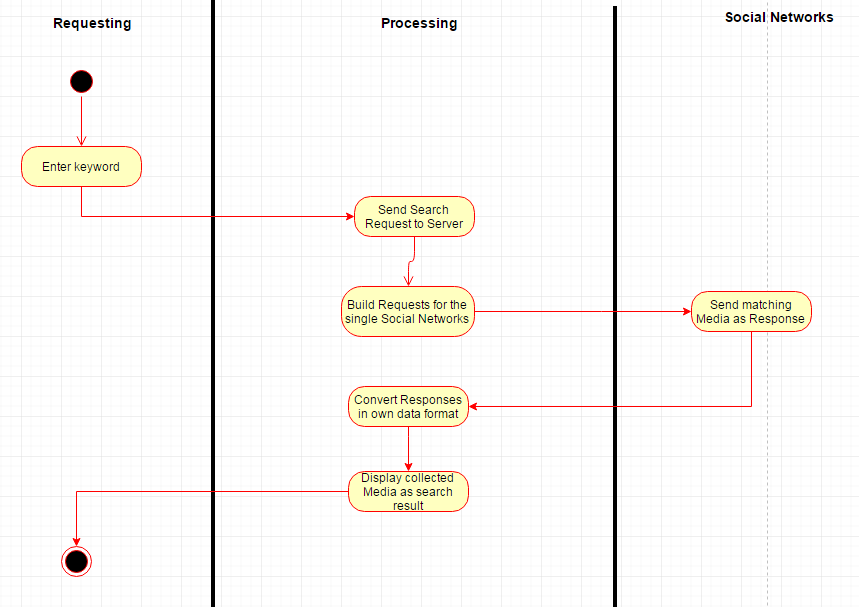 Requesting
Processing
Social Networks
Enter keyword
Send Search
Request to Server
Build Requests for the
single Social Networks
Send matching
Media as Response
Convert Responses
in own data format
Display collected
Media as search
result